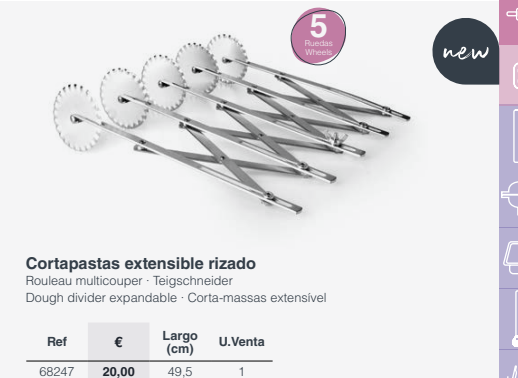 5
Ruedas
Wheels
new
Cortapastas extensible rizado
Rouleau multicouper · Teigschneider
Dough divider expandable · Corta-massas extensível
Ref € Largo (cm) U.Venta
68247 20,00 49,5 1